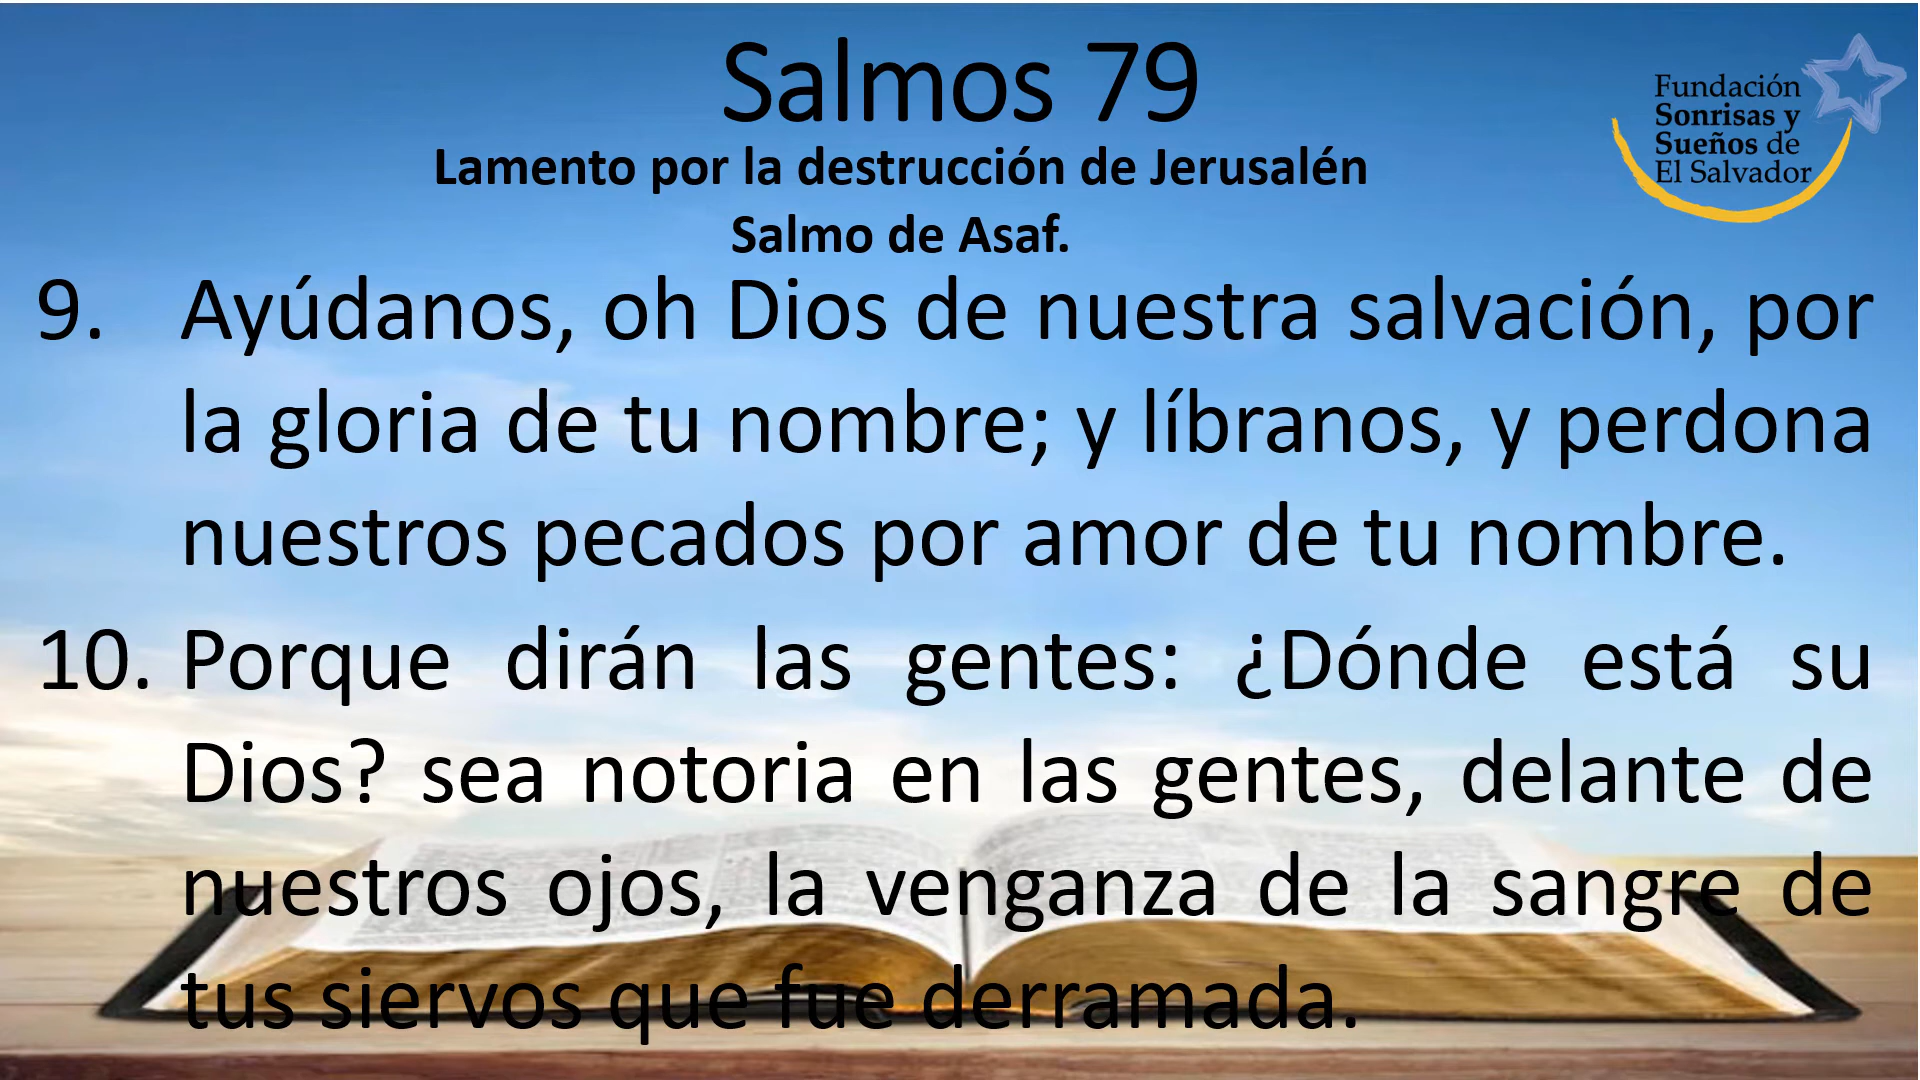 Salmos 79
Lamento por la destrucción de Jerusalén
Salmo de Asaf.
Fundación
Sonrisas y
Sueños de
El Salvador
9. Ayúdanos, oh Dios de nuestra salvación, por
la gloria de tu nombre; y líbranos, y perdona
nuestros pecados por amor de tu nombre.
10. Porque dirán las gentes: ¿Dónde está su
Dios? sea notoria en las gentes, delante de
nuestros ojos, la venganza de la sangre de
tus siervos que fue derramada.